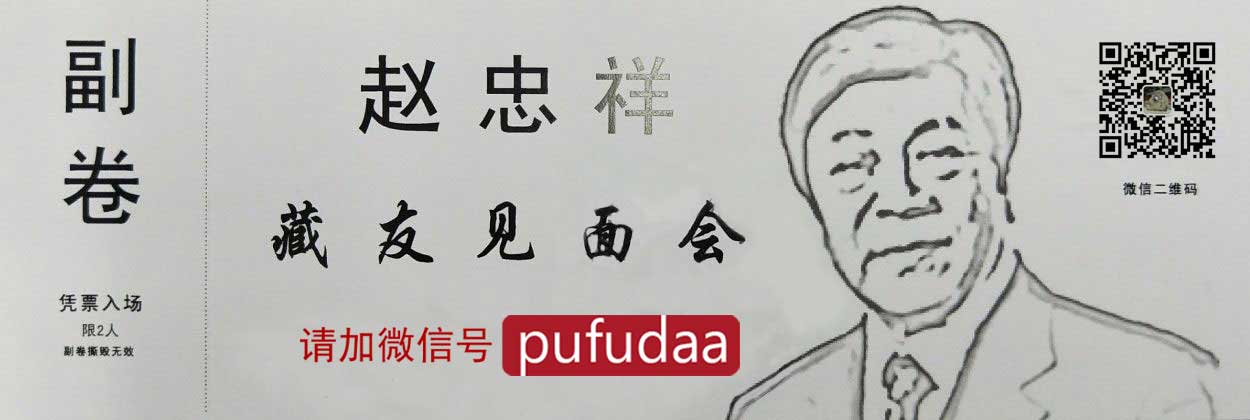 副卷
凭票入场
限2人
副卷撕毁无效
赵忠祥
藏友见面会
请加微信号 pufudaa
微信二维码